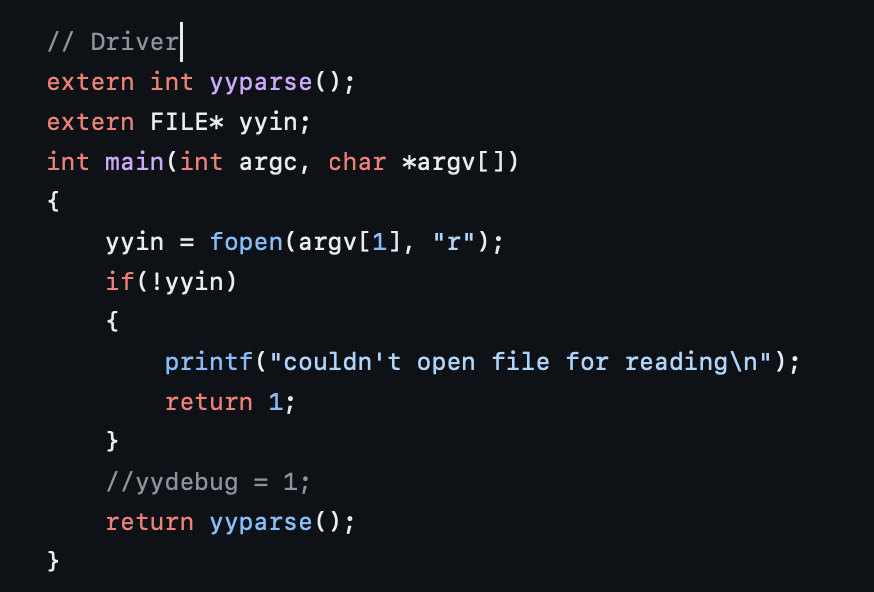 // Driver
extern int yyparse();
extern FILE* yyin;
int main(int argc, char *argv[])
{
    yyin = fopen(argv[1], "r");
    if(!yyin)
    {
        printf("couldn't open file for reading\n");
        return 1;
    }
    //yydebug = 1;
    return yyparse();
}